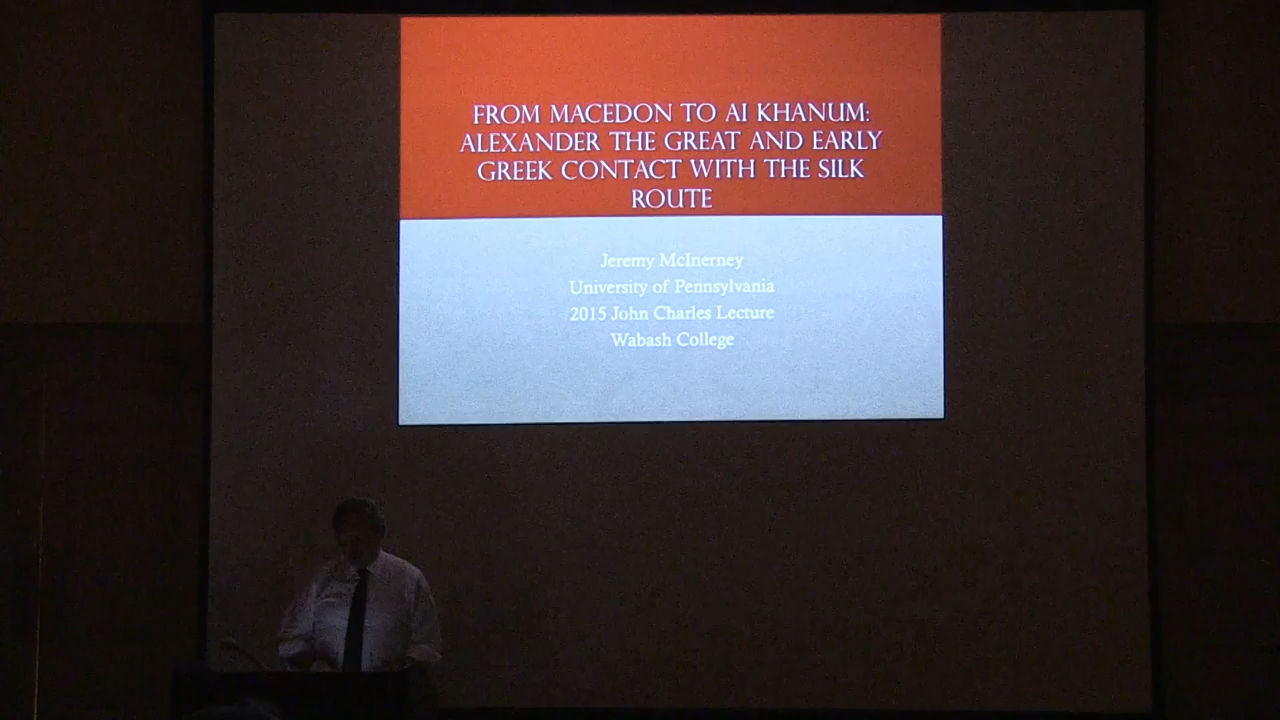 FROM MACEDON TO AI KHANUM:
ALEXANDER THE GREAT AND EARLY
GREEK CONTACT WITH THE SILK
ROUTE
Jeremy McInerney
University of Pennsylvania
2015 John Charles Lecture
Wabash College